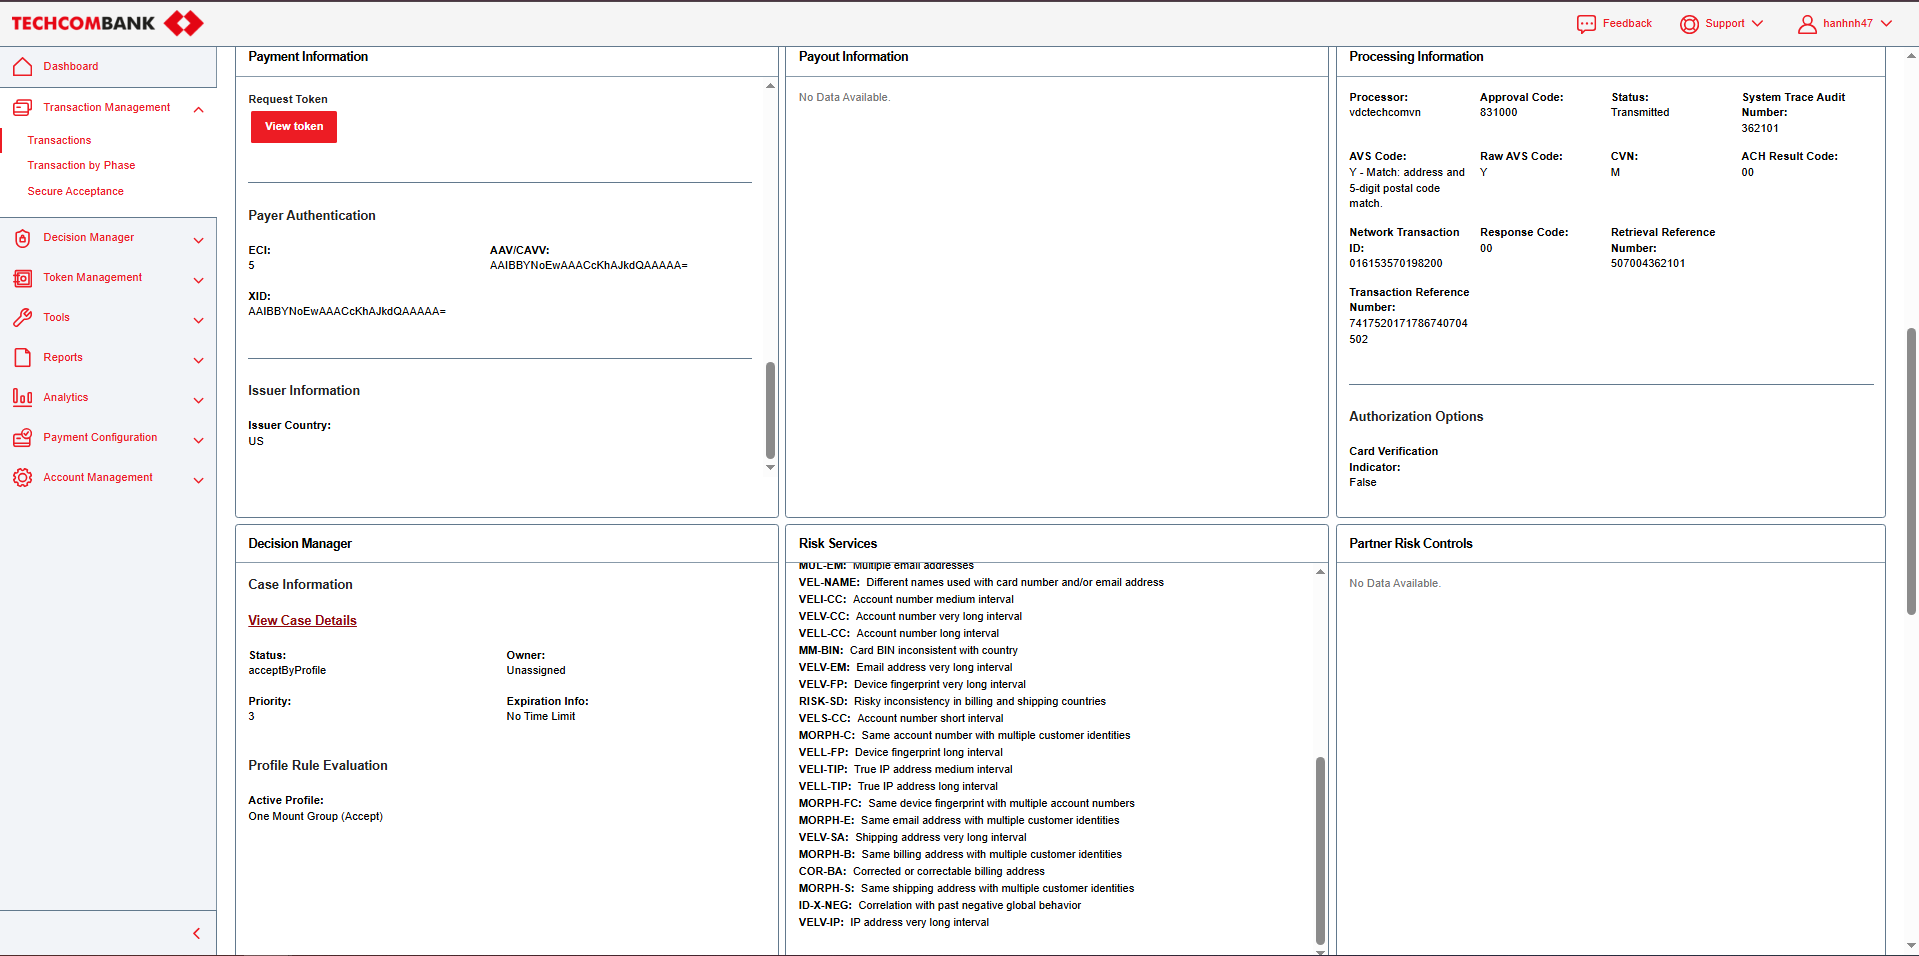 TECHCOMBANK
Feedback
Support
hanhnh47
Dashboard
Transaction Management
Transactions
Transaction by Phase
Secure Acceptance
Decision Manager
Token Management
Tools
Reports
Analytics
Payment Configuration
Account Management
Payment Information
Request Token
View token
Payer Authentication
ECI:
5
AAV/CAVV:
AAIBBYNoEwAAACcKhAJkdQAAAAA=
XID:
AAIBBYNoEwAAACcKhAJkdQAAAAA=
Issuer Information
Issuer Country:
US
Payout Information
No Data Available.
Processing Information
Processor:
vdctechcomvn
Approval Code:
831000
Status:
Transmitted
System Trace Audit
Number:
362101
AVS Code:
Y - Match: address and
5-digit postal code
match.
Raw AVS Code:
Y
CVN:
M
ACH Result Code:
00
Network Transaction
ID:
016153570198200
Response Code:
00
Retrieval Reference
Number:
507004362101
Transaction Reference
Number:
7417520171786740704
502
Authorization Options
Card Verification
Indicator:
False
Decision Manager
Case Information
View Case Details
Status:
acceptByProfile
Owner:
Unassigned
Priority:
3
Expiration Info:
No Time Limit
Profile Rule Evaluation
Active Profile:
One Mount Group (Accept)
Risk Services
MUL-EM: Multiple email addresses
VEL-NAME: Different names used with card number and/or email address
VELI-CC: Account number medium interval
VELV-CC: Account number very long interval
VELL-CC: Account number long interval
MM-BIN: Card BIN inconsistent with country
VELV-EM: Email address very long interval
VELV-FP: Device fingerprint very long interval
RISK-SD: Risky inconsistency in billing and shipping countries
VELS-CC: Account number short interval
MORPH-C: Same account number with multiple customer identities
VELL-FP: Device fingerprint long interval
VELI-TIP: True IP address medium interval
VELL-TIP: True IP address long interval
MORPH-FC: Same device fingerprint with multiple account numbers
MORPH-E: Same email address with multiple customer identities
VELV-SA: Shipping address very long interval
MORPH-B: Same billing address with multiple customer identities
COR-BA: Corrected or correctable billing address
MORPH-S: Same shipping address with multiple customer identities
ID-X-NEG: Correlation with past negative global behavior
VELV-IP: IP address very long interval
Partner Risk Controls
No Data Available.